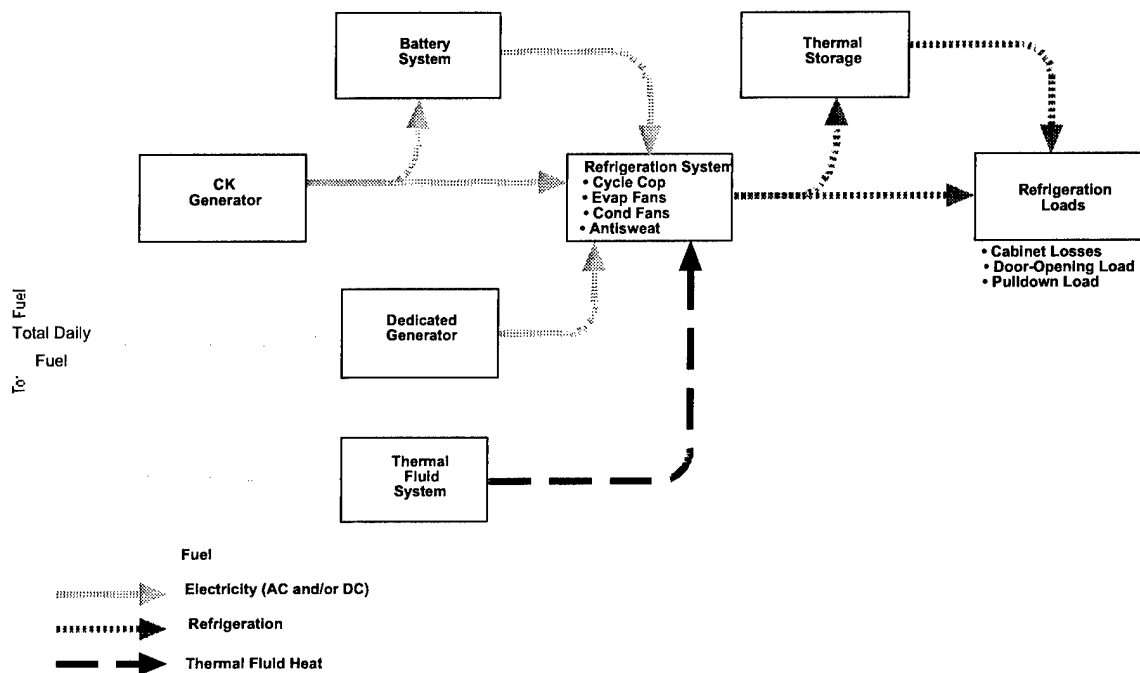 Battery
System
Thermal
Storage
CK
Generator
Refrigeration System
• Cycle Cop
• Evap Fans
• Cond Fans
• Antisweat
Refrigeration
Loads
• Cabinet Losses
• Door-Opening Load
• Pulldown Load
Fuel
Total Daily
Fuel
To
Dedicated
Generator
Thermal
Fluid
System
Fuel
Electricity (AC and/or DC)
Refrigeration
Thermal Fluid Heat